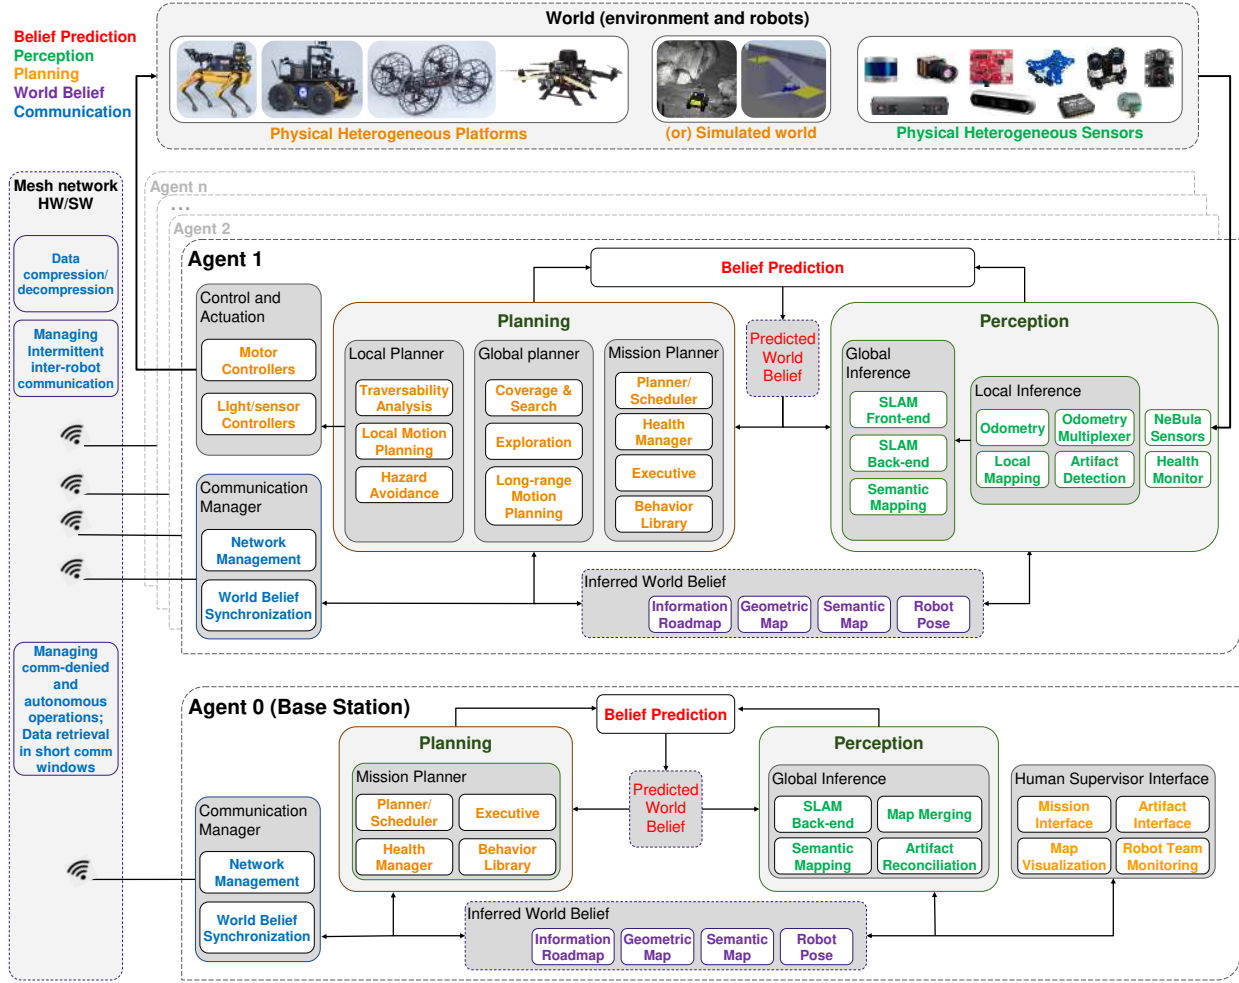 World (environment and robots)
Belief Prediction
Perception
Planning
World Belief
Communication
Physical Heterogeneous Platforms
(or) Simulated world
Physical Heterogeneous Sensors
Mesh network
HW/SW
Data
compression/
decompression
Managing
Intermittent
inter-robot
communication
Managing
comm-denied
and
autonomous
operations;
Data retrieval
in short comm
windows
Agent n
...
Agent 2
Agent 1
Belief Prediction
Control and
Actuation
Motor
Controllers
LIght/sensor
Controllers
Communication
Manager
Network
Management
World Belief
Synchronization
Planning
Local Planner
Traversability
Analysis
Local Motion
Planning
Hazard
Avoidance
Global planner
Coverage &
Search
Exploration
Long-range
Motion
Planning
Mission Planner
Planner/
Scheduler
Health
Manager
Executive
Behavior
Library
Predicted
World
Belief
Perception
Global
Inference
SLAM
Front-end
SLAM
Back-end
Semantic
Mapping
Local Inference
Odometry
Odometry
Multiplexer
Local
Mapping
Artifact
Detection
NeBula
Sensors
Health
Monitor
Inferred World Belief
Information
Roadmap
Geometric
Map
Semantic
Map
Robot
Pose
Agent 0 (Base Station)
Belief Prediction
Communication
Manager
Network
Management
World Belief
Synchronization
Planning
Mission Planner
Planner/
Scheduler
Executive
Health
Manager
Behavior
Library
Predicted
World
Belief
Perception
Global Inference
SLAM
Back-end
Map Merging
Semantic
Mapping
Artifact
Reconciliation
Human Supervisor Interface
Mission
Interface
Artifact
Interface
Map
Visualization
Robot Team
Monitoring
Inferred World Belief
Information
Roadmap
Geometric
Map
Semantic
Map
Robot
Pose